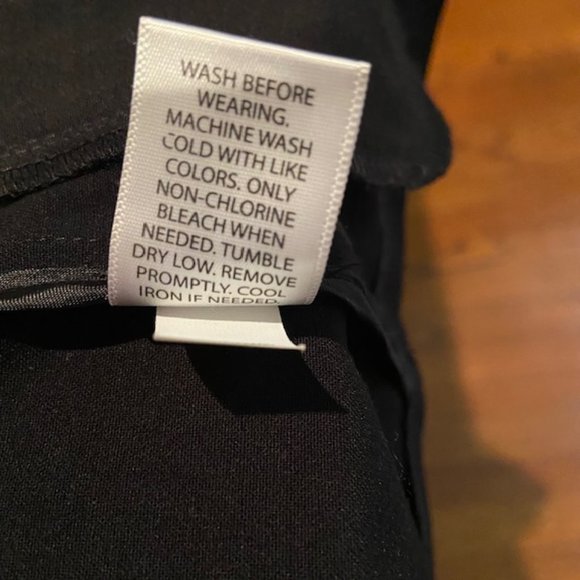 WASH BEFORE
WEARING.
MACHINE WASH
COLD WITH LIKE
COLORS. ONLY
NON-CHLORINE
BLEACH WHEN
NEEDED. TUMBLE
DRY LOW. REMOVE
PROMPTLY. COOL
IRON IF NEEDED